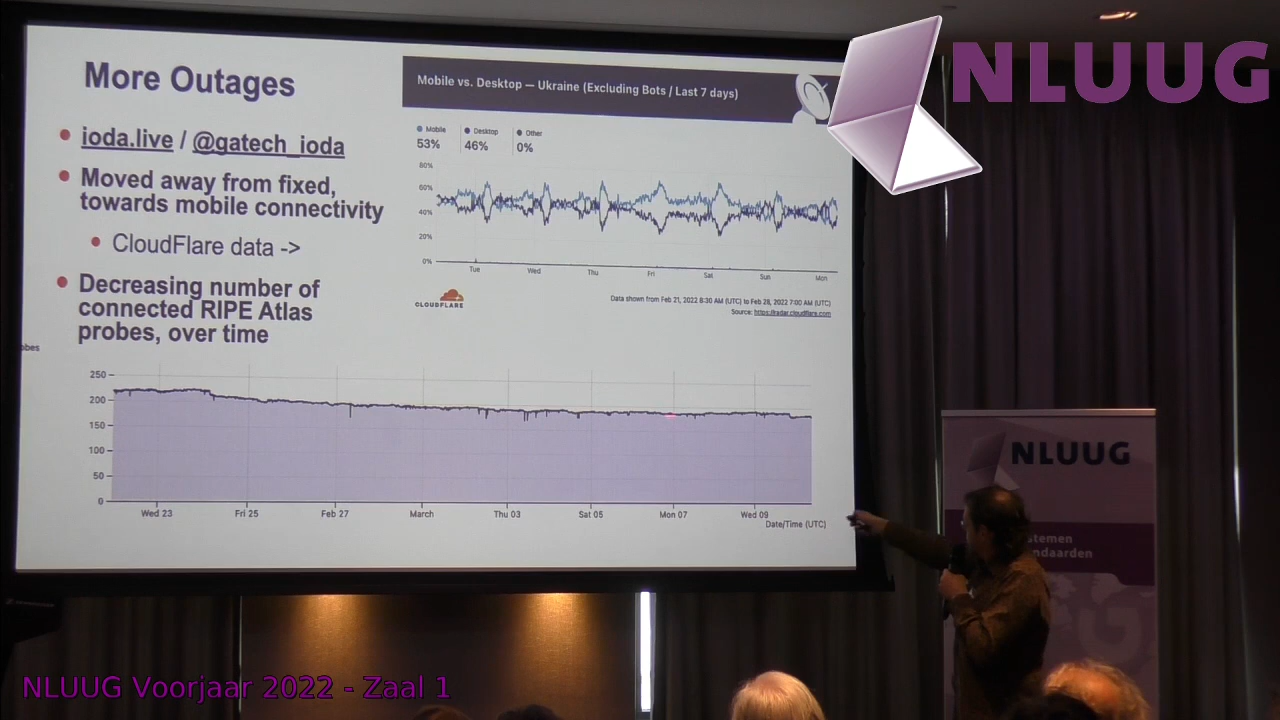 More Outages
ioda.live / @gatech_ioda
Moved away from fixed,
towards mobile connectivity
CloudFlare data ->
Decreasing number of
connected RIPE Atlas
probes, over time
Mobile vs. Desktop — Ukraine (Excluding Bots / Last 7 days)
Mobile Desktop Other
53% 46% 0%
80%
60%
40%
20%
0%
Tue Wed Thu Fri Sat Sun Mon
CLOUDFLARE
Data shown from Feb 21, 2022 8:30 AM (UTC) to Feb 28, 2022 7:00 AM (UTC)
Source: https://radar.cloudflare.com
obes
250
200
150
100
50
0
Wed 23 Fri 25 Feb 27 March Thu 03 Sat 05 Mon 07 Wed 09
Date/Time (UTC)
NLUUG
NLUUG
stemen
ndaarden
NLUUG Voorjaar 2022 - Zaal 1